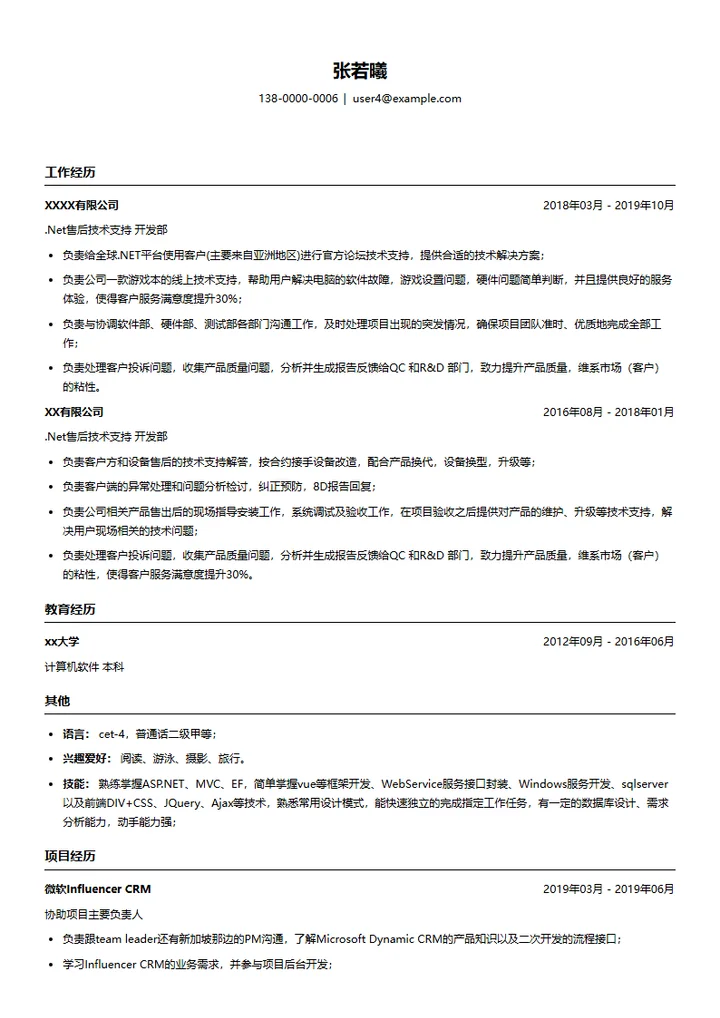 张若曦
138-0000-0006 | user4@example.com
工作经历
XXXX有限公司 2018年03月 - 2019年10月
.Net售后技术支持 开发部
• 负责给全球.NET平台使用客户(主要来自亚洲地区)进行官方论坛技术支持，提供合适的技术解决方案；
• 负责公司一款游戏本的线上技术支持，帮助用户解决电脑的软件故障，游戏设置问题，硬件问题简单判断，并且提供良好的服务
体验，使得客户服务满意度提升30%；
• 负责与协调软件部、硬件部、测试部各部门沟通工作，及时处理项目出现的突发情况，确保项目团队准时、优质地完成全部工
作；
• 负责处理客户投诉问题，收集产品质量问题，分析并生成报告反馈给QC 和R&D 部门，致力提升产品质量，维系市场（客户）
的粘性。
XX有限公司 2016年08月 - 2018年01月
.Net售后技术支持 开发部
• 负责客户方和设备售后的技术支持解答，按合约接手设备改造，配合产品换代，设备换型，升级等；
• 负责客户端的异常处理和问题分析检讨，纠正预防，8D报告回复；
• 负责公司相关产品售出后的现场指导安装工作，系统调试及验收工作，在项目验收之后提供对产品的维护、升级等技术支持，解
决用户现场相关的技术问题；
• 负责处理客户投诉问题，收集产品质量问题，分析并生成报告反馈给QC 和R&D 部门，致力提升产品质量，维系市场（客户）
的粘性，使得客户服务满意度提升30%。
教育经历
xx大学 2012年09月 - 2016年06月
计算机软件 本科
其他
• 语言： cet-4，普通话二级甲等；
• 兴趣爱好： 阅读、游泳、摄影、旅行。
• 技能： 熟练掌握ASP.NET、MVC、EF，简单掌握vue等框架开发、WebService服务接口封装、Windows服务开发、sqlserver
以及前端DIV+CSS、JQuery、Ajax等技术，熟悉常用设计模式，能快速独立的完成指定工作任务，有一定的数据库设计、需求
分析能力，动手能力强；
项目经历
微软Influencer CRM 2019年03月 - 2019年06月
协助项目主要负责人
• 负责跟team leader还有新加坡那边的PM沟通，了解Microsoft Dynamic CRM的产品知识以及二次开发的流程接口；
• 学习Influencer CRM的业务需求，并参与项目后台开发；